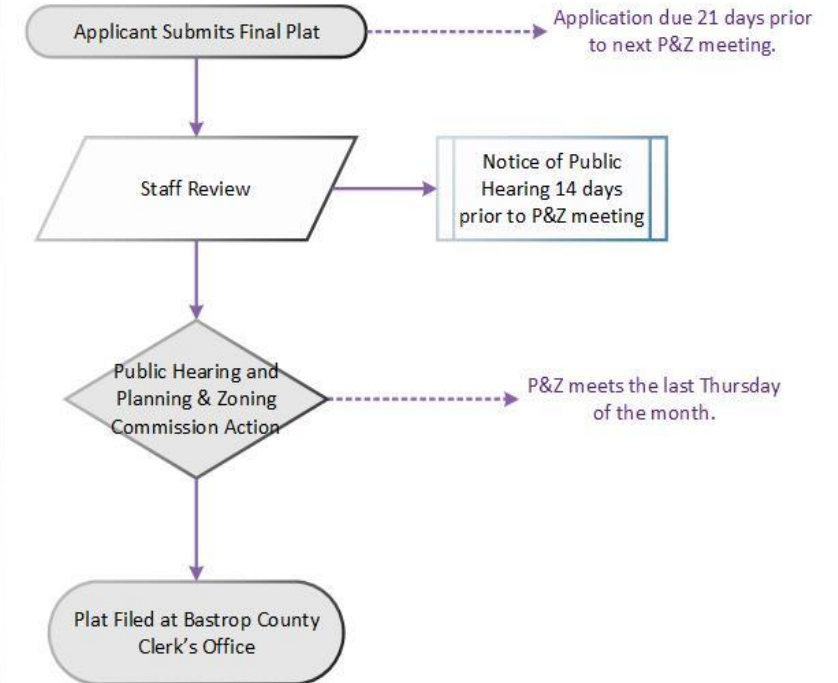 Applicant Submits Final Plat
Application due 21 days prior
to next P&Z meeting.
Staff Review
Notice of Public
Hearing 14 days
prior to P&Z meeting
Public Hearing and
Planning & Zoning
Commission Action
P&Z meets the last Thursday
of the month.
Plat Filed at Bastrop County
Clerk's Office